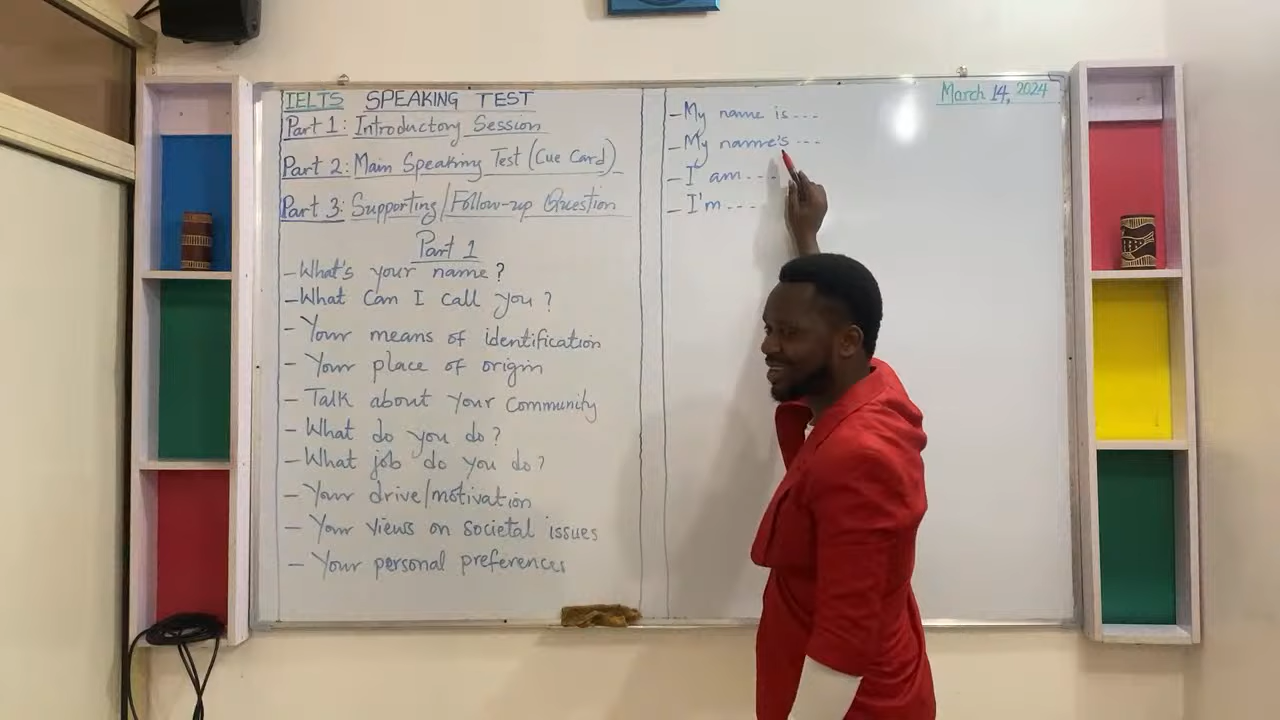 IELTS SPEAKING TEST
Part 1: Introductory Session
Part 2: Main Speaking Test (Cue Card)
Part 3: Supporting/Follow-up Question
Part 1
- What's your name?
- What can I call you?
- Your means of identification
- Your place of origin
- Talk about your community
- What do you do?
- What job do you do?
- Your drive/motivation
- Your views on societal issues
- Your personal preferences
- My name is ---
- My name's ---
- I am ---
- I'm ---
March 14, 2024